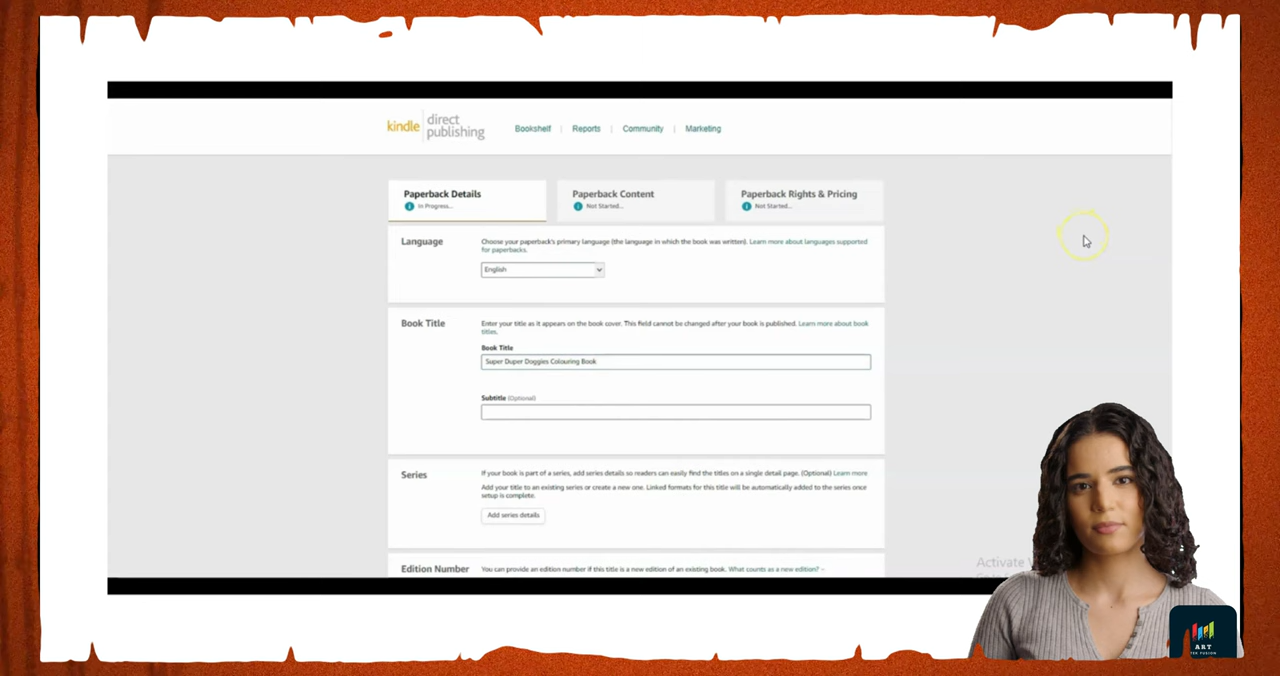 kindle direct publishing
Bookshelf | Reports | Community | Marketing
Paperback Details
In Progress...
Paperback Content
Not Started...
Paperback Rights & Pricing
Not Started...
Language
Choose your paperback's primary language (the language in which the book was written). Learn more about languages supported
for paperbacks.
English
Book Title
Enter your title as it appears on the book cover. This field cannot be changed after your book is published. Learn more about book
titles.
Book Title
Super Duper Doggies Colouring Book
Subtitle (Optional)
Series
If your book is part of a series, add series details so readers can easily find the titles on a single detail page. (Optional) Learn more
Add your title to an existing series or create a new one. Linked formats for this title will be automatically added to the series once
setup is complete.
Add series details
Edition Number
You can provide an edition number if this title is a new edition of an existing book. What counts as a new edition?
Activate
ART